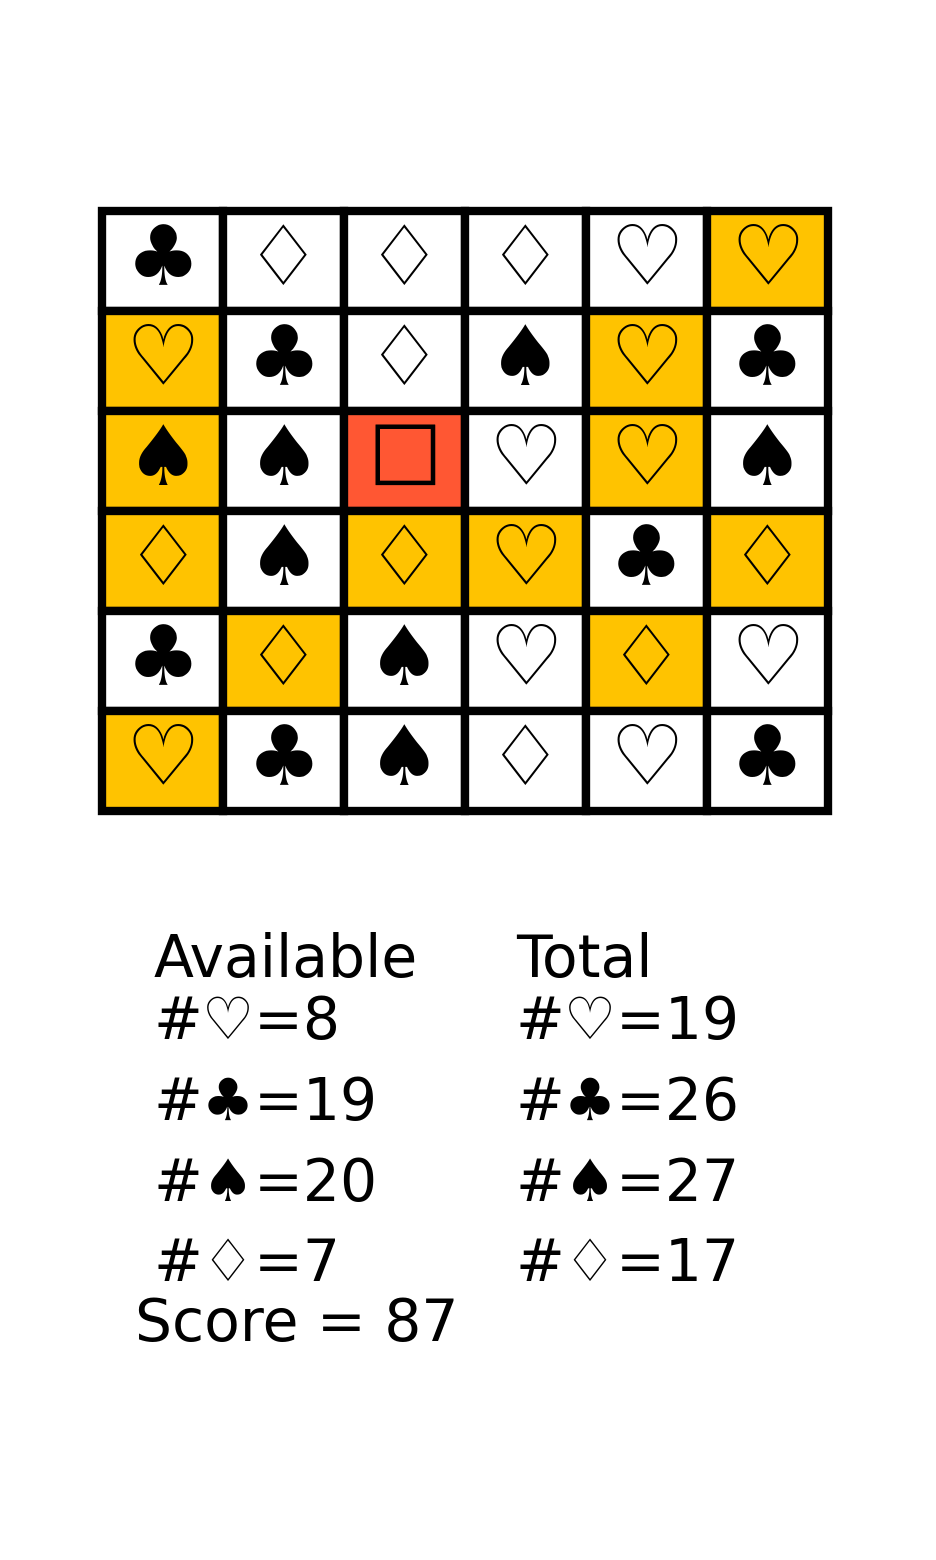 ♣ ♢ ♢ ♢ ♡ ♡
♡ ♣ ♢ ♠ ♡ ♣
♠ ♠ □ ♡ ♡ ♠
♢ ♠ ♢ ♡ ♣ ♢
♣ ♢ ♠ ♡ ♢ ♡
♡ ♣ ♠ ♢ ♡ ♣
Available Total
#♡=8 #♡=19
#♣=19 #♣=26
#♠=20 #♠=27
#♢=7 #♢=17
Score = 87